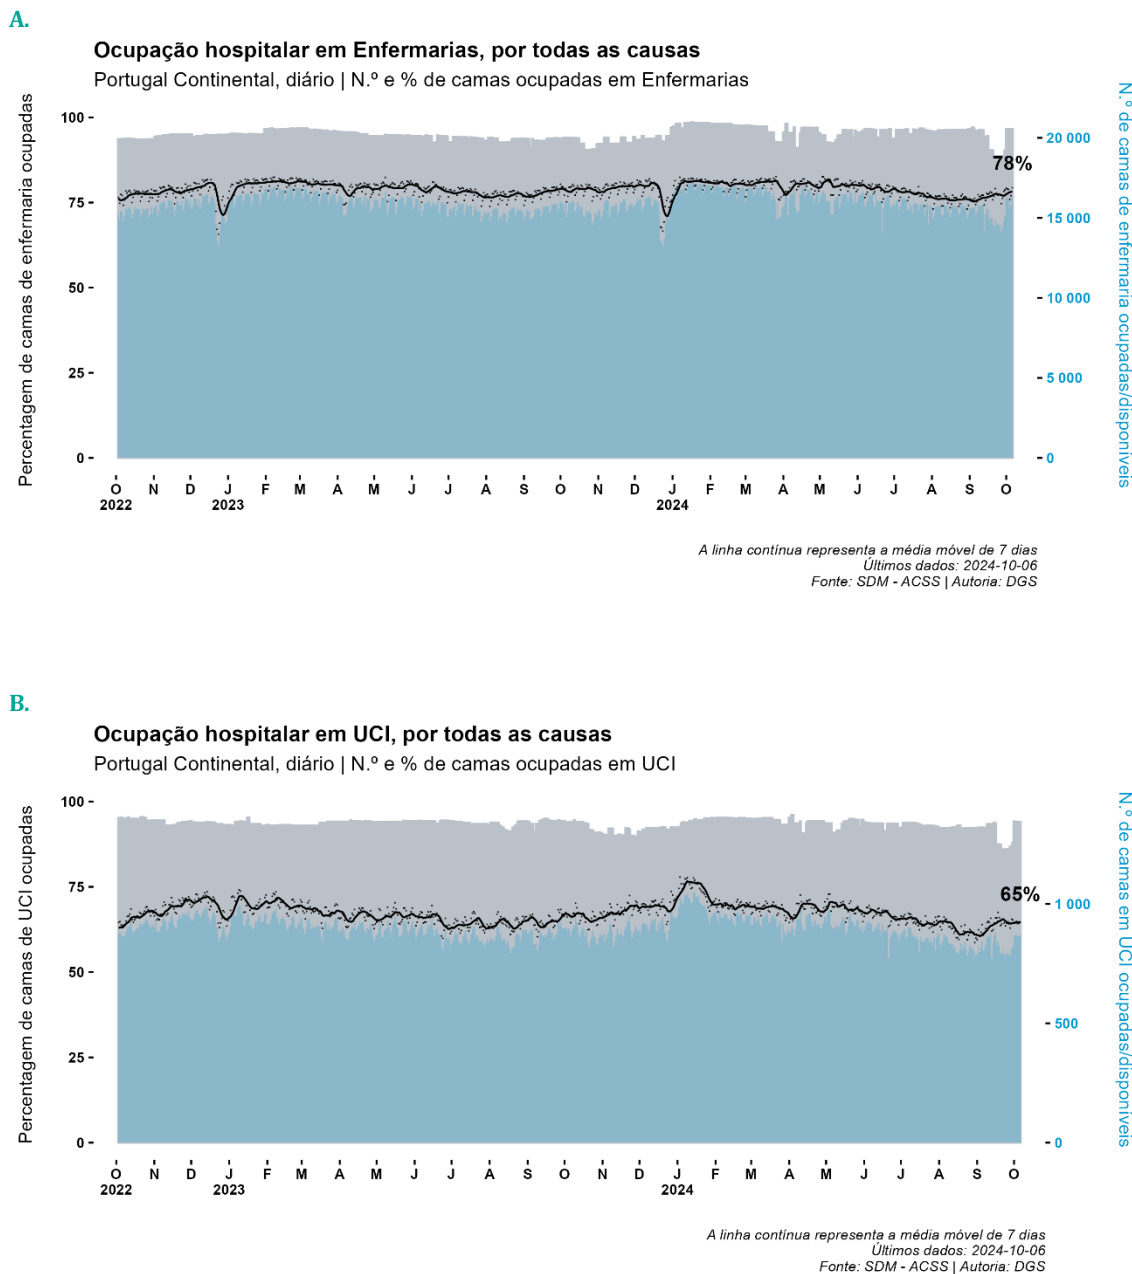 A.
Ocupação hospitalar em Enfermarias, por todas as causas
Portugal Continental, diário | N.º e % de camas ocupadas em Enfermarias
Percentagem de camas de enfermaria ocupadas
N.º de camas de enfermaria ocupadas/disponíveis
100
75
50
25
0
20 000
15 000
10 000
5 000
0
78%
O N D J F M A M J J A S O N D J F M A M J J A S O
2022 2023 2024
A linha contínua representa a média móvel de 7 dias
Últimos dados: 2024-10-06
Fonte: SDM - ACSS | Autoria: DGS
B.
Ocupação hospitalar em UCI, por todas as causas
Portugal Continental, diário | N.º e % de camas ocupadas em UCI
Percentagem de camas de UCI ocupadas
N.º de camas em UCI ocupadas/disponíveis
100
75
50
25
0
1 000
500
0
65%
O N D J F M A M J J A S O N D J F M A M J J A S O
2022 2023 2024
A linha contínua representa a média móvel de 7 dias
Últimos dados: 2024-10-06
Fonte: SDM - ACSS | Autoria: DGS